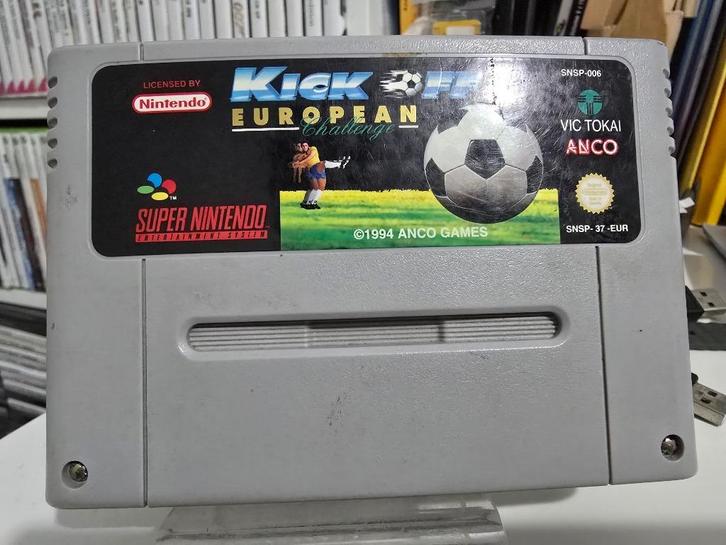 LICENSED BY
Nintendo
KICK OFF
EUROPEAN
Challenge
SNSP-006
VIC TOKAI
ANCO
TM
SUPER NINTENDO
ENTERTAINMENT SYSTEM
©1994 ANCO GAMES
SNSP- 37 -EUR